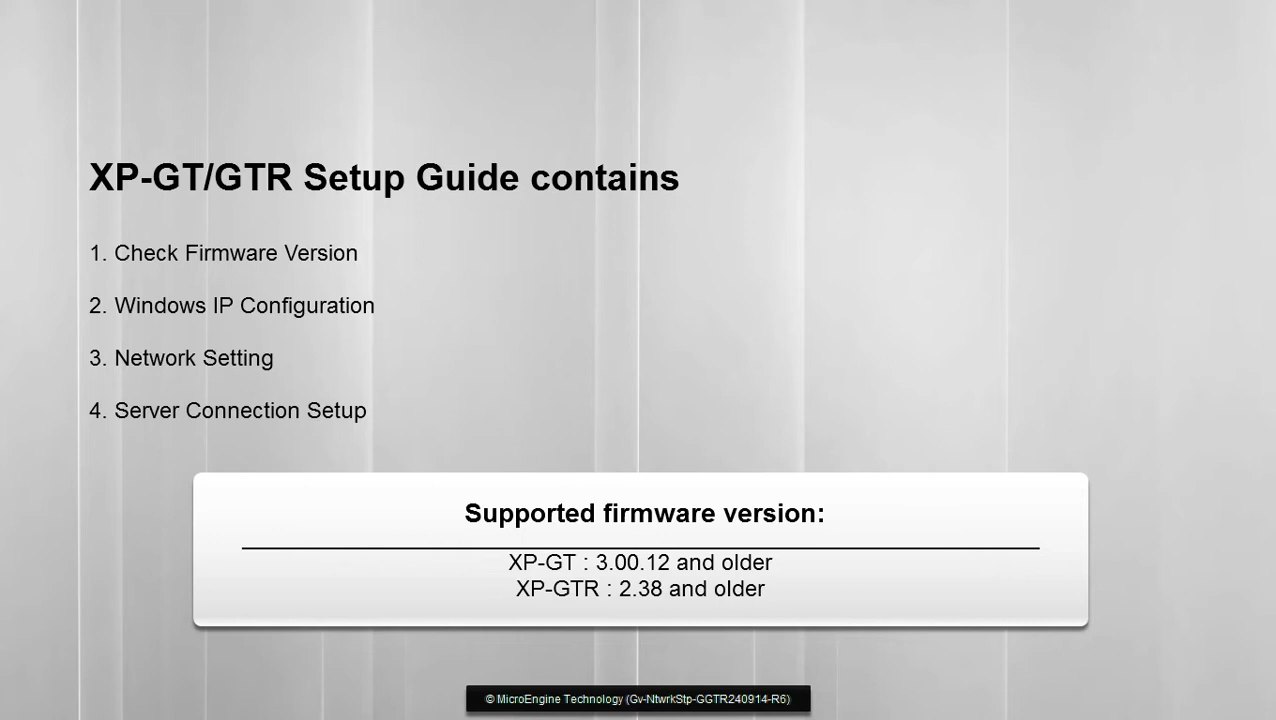 XP-GT/GTR Setup Guide contains
1. Check Firmware Version
2. Windows IP Configuration
3. Network Setting
4. Server Connection Setup
Supported firmware version:
XP-GT : 3.00.12 and older
XP-GTR : 2.38 and older
© MicroEngine Technology (Gv-NtwrkStp-GGTR240914-R6)